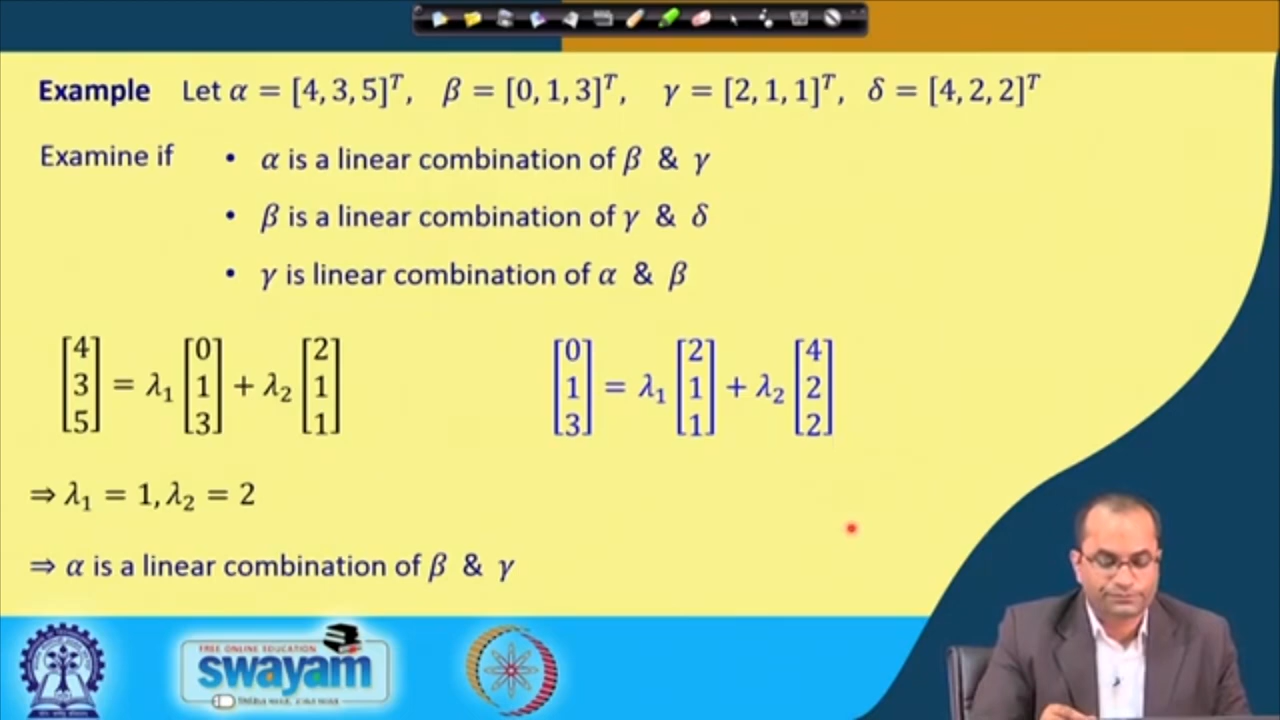 Example Let α = [4, 3, 5]ᵀ, β = [0, 1, 3]ᵀ, γ = [2, 1, 1]ᵀ, δ = [4, 2, 2]ᵀ
Examine if • α is a linear combination of β & γ
• β is a linear combination of γ & δ
• γ is linear combination of α & β
[4 3 5] = λ₁ [0 1 3] + λ₂ [2 1 1]
[0 1 3] = λ₁ [2 1 1] + λ₂ [4 2 2]
⇒ λ₁ = 1, λ₂ = 2
⇒ α is a linear combination of β & γ
FREE ONLINE EDUCATION
swayam